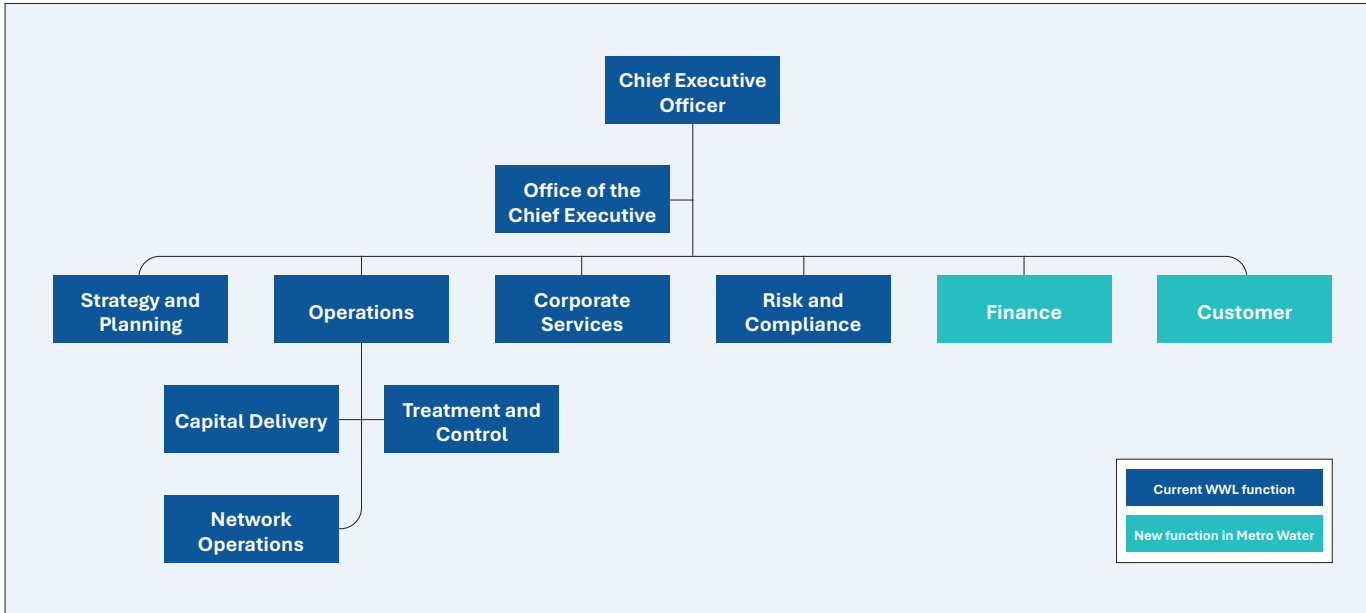 Chief Executive
Officer
Office of the
Chief Executive
Strategy and
Planning
Operations
Corporate
Services
Risk and
Compliance
Finance
Customer
Capital Delivery
Treatment and
Control
Network
Operations
Current WWL function
New function in Metro Water